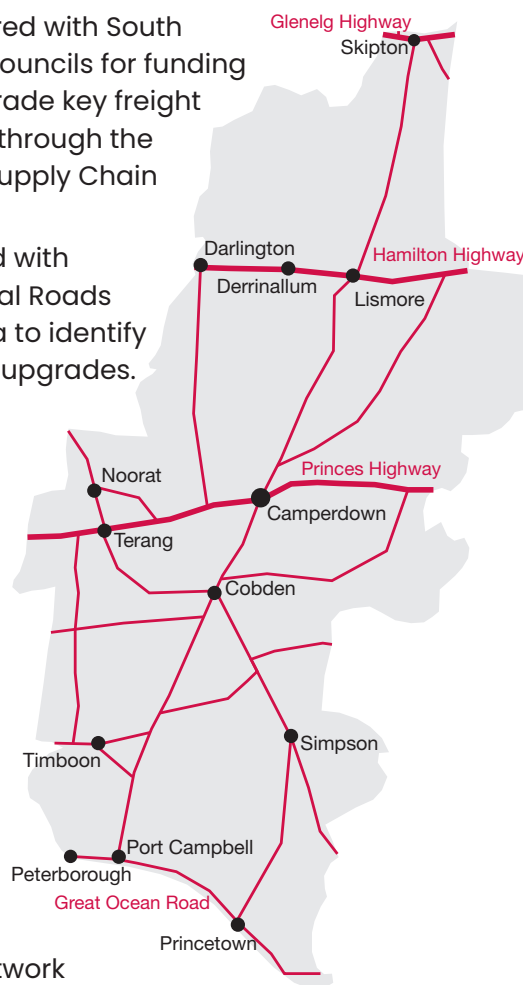 Glenelg Highway
Skipton
red with South
ouncils for funding
rade key freight
through the
upply Chain
d with
al Roads
a to identify
upgrades.
Darlington
Hamilton Highway
Derrinallum
Lismore
Noorat
Princes Highway
Camperdown
Terang
Cobden
Timboon
Simpson
Port Campbell
Peterborough
Great Ocean Road
Princetown
twork